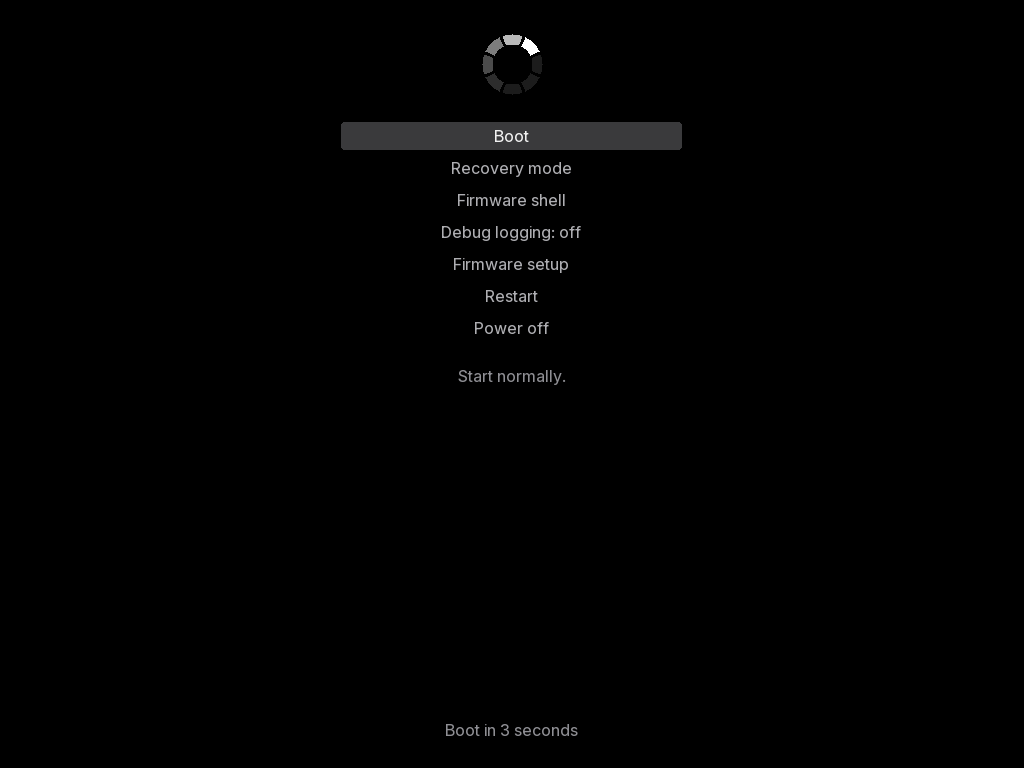 Boot
Recovery mode
Firmware shell
Debug logging: off
Firmware setup
Restart
Power off
Start normally.
Boot in 3 seconds